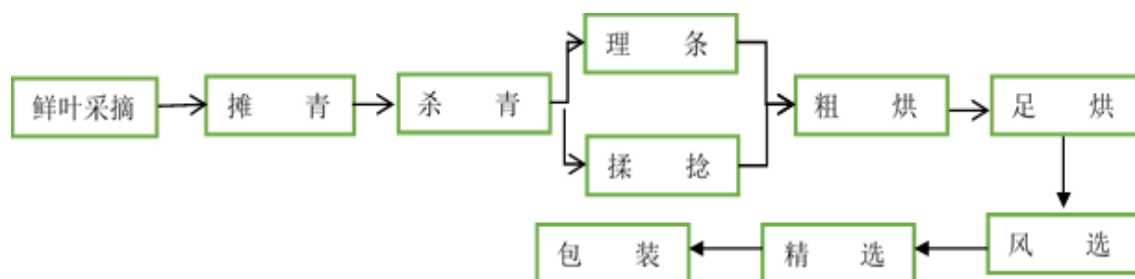 鲜叶采摘
摊 青
杀 青
理 条
揉 捻
粗 烘
足 烘
风 选
精 选
包 装